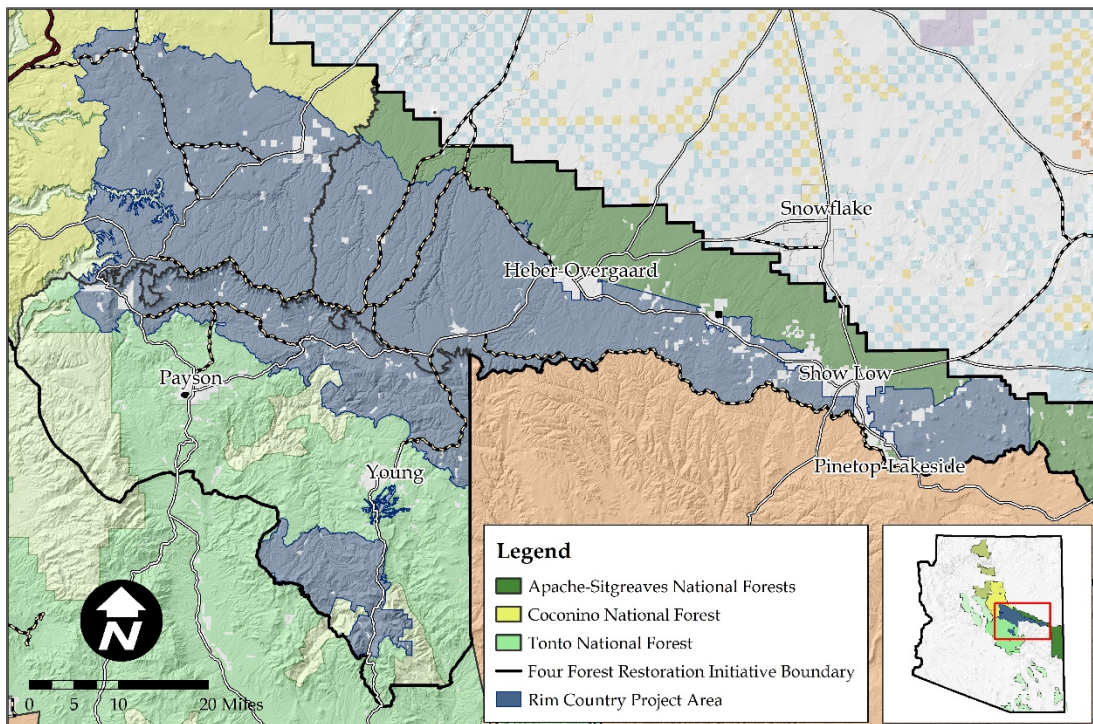 Snowflake
Heber-Overgaard
Show Low
Payson
Pinetop-Lakeside
Young
N
0 5 10 20 Miles
Legend
Apache-Sitgreaves National Forests
Coconino National Forest
Tonto National Forest
Four Forest Restoration Initiative Boundary
Rim Country Project Area